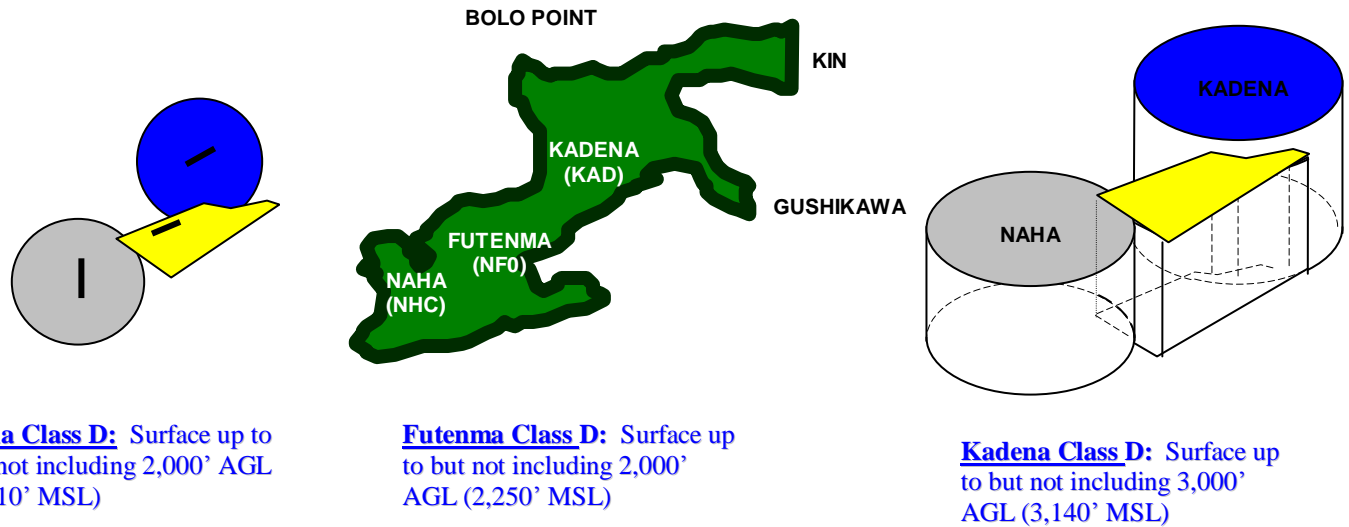 BOLO POINT
KIN
KADENA
(KAD)
GUSHIKAWA
FUTENMA
(NF0)
NAHA
(NHC)
KADENA
NAHA
a Class D: Surface up to
not including 2,000’ AGL
10’ MSL)
Futenma Class D: Surface up
to but not including 2,000’
AGL (2,250’ MSL)
Kadena Class D: Surface up
to but not including 3,000’
AGL (3,140’ MSL)